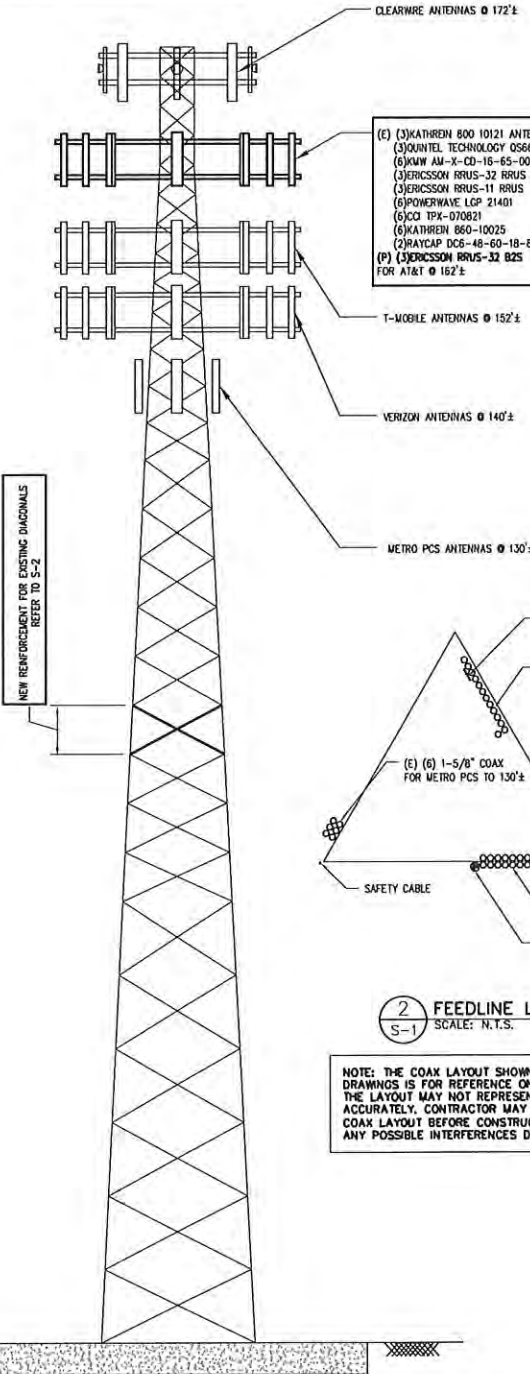 CLEARWIRE ANTENNAS @ 172'±
(E) (3)KATHREIN 800 10121 ANTE
(3)QUINTEL TECHNOLOGY QS66
(6)KMW AM-X-CD-16-65-00
(3)ERICSSON RRUS-32 RRUS
(3)ERICSSON RRUS-11 RRUS
(6)POWERWAVE LGP 21401
(6)CCI TPX-070821
(6)KATHREIN 860-10025
(2)RAYCAP DC6-48-60-18-8
(P) (3)ERICSSON RRUS-32 B2S
FOR AT&T @ 162'±
T-MOBILE ANTENNAS @ 152'±
VERIZON ANTENNAS @ 140'±
METRO PCS ANTENNAS @ 130'±
NEW REINFORCEMENT FOR EXISTING DIAGONALS
REFER TO S-2
(E) (6) 1-5/8" COAX
FOR METRO PCS TO 130'±
SAFETY CABLE
2
S-1
FEEDLINE L
SCALE: N.T.S.
NOTE: THE COAX LAYOUT SHOWN
DRAWINGS IS FOR REFERENCE ON
THE LAYOUT MAY NOT REPRESEN
ACCURATELY. CONTRACTOR MAY
COAX LAYOUT BEFORE CONSTRUC
ANY POSSIBLE INTERFERENCES D